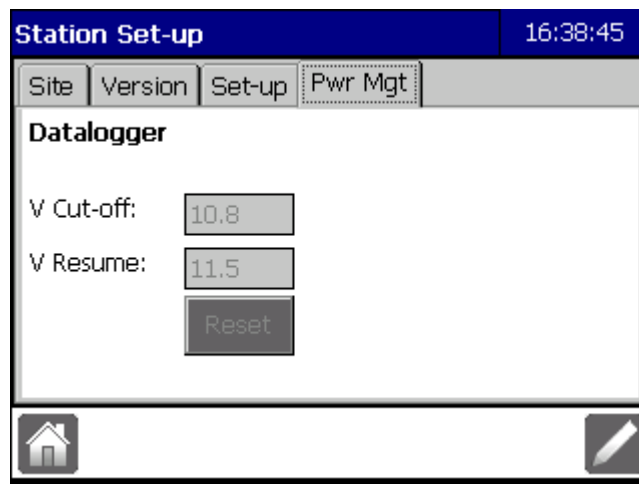 Station Set-up 16:38:45
Site Version Set-up Pwr Mgt
Datalogger
V Cut-off: 10.8
V Resume: 11.5
Reset